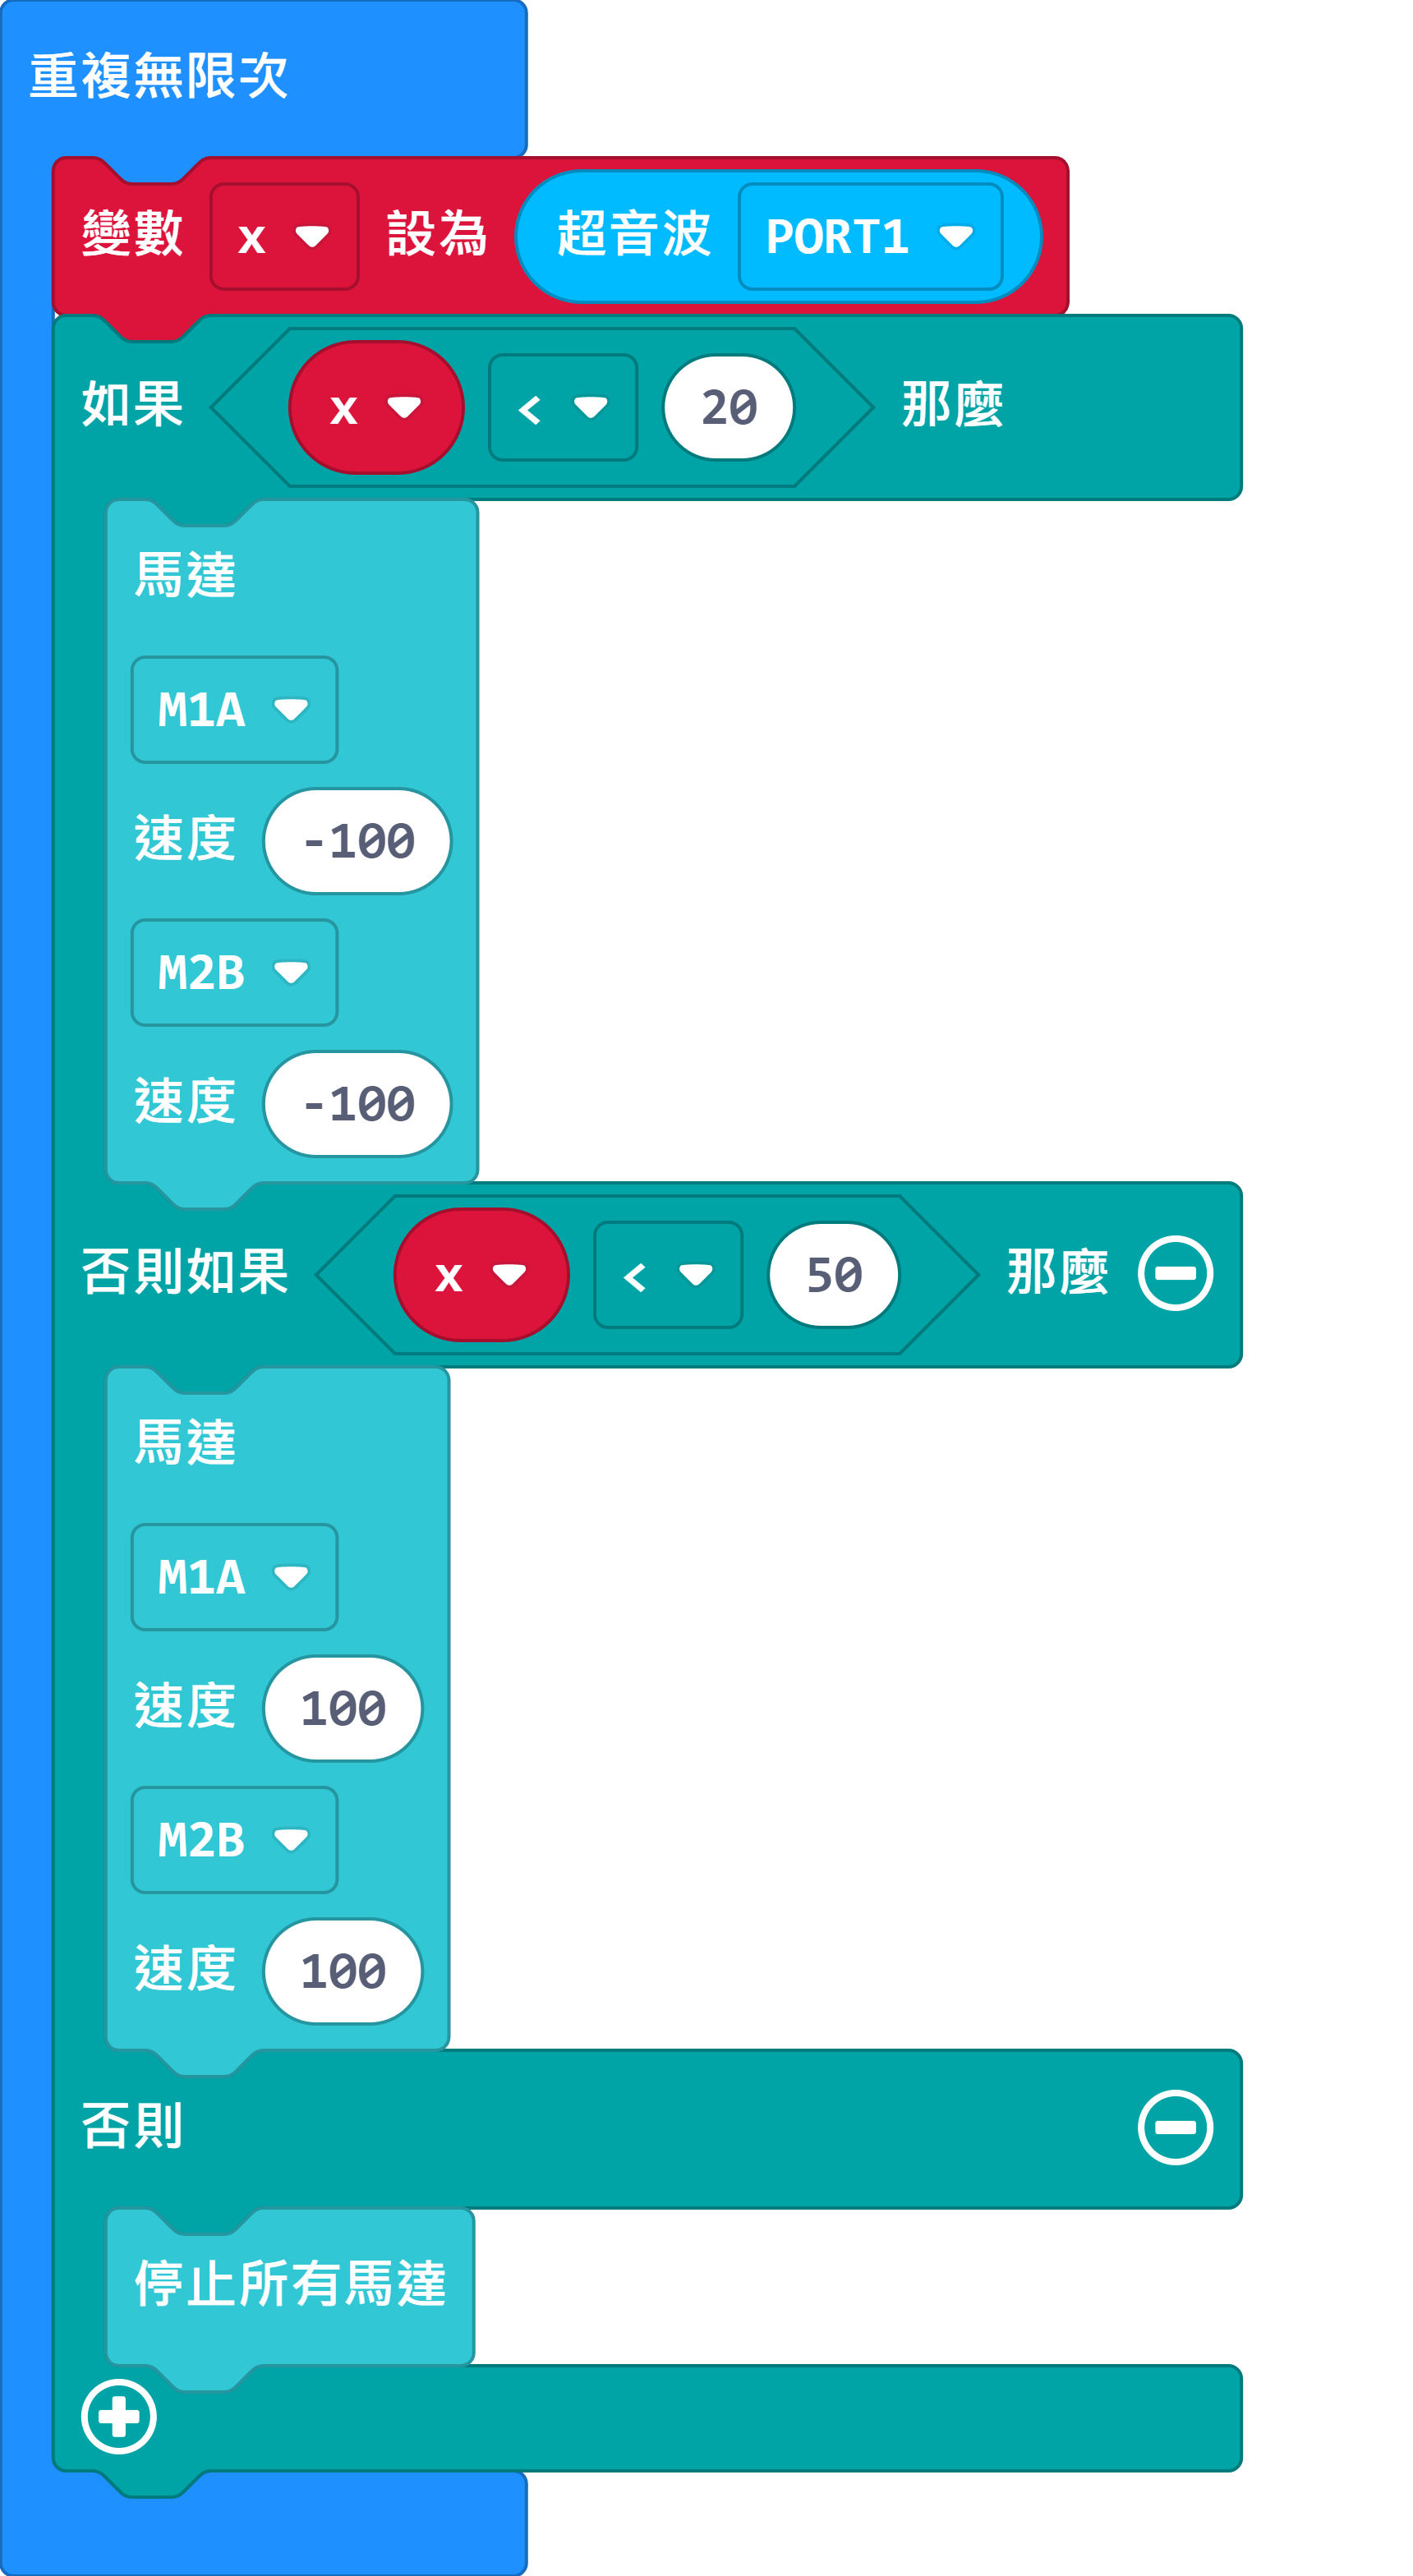 重複無限次
變數 x 設為 超音波 PORT1
如果 x < 20 那麼
馬達
M1A
速度 -100
M2B
速度 -100
否則如果 x < 50 那麼
馬達
M1A
速度 100
M2B
速度 100
否則
停止所有馬達